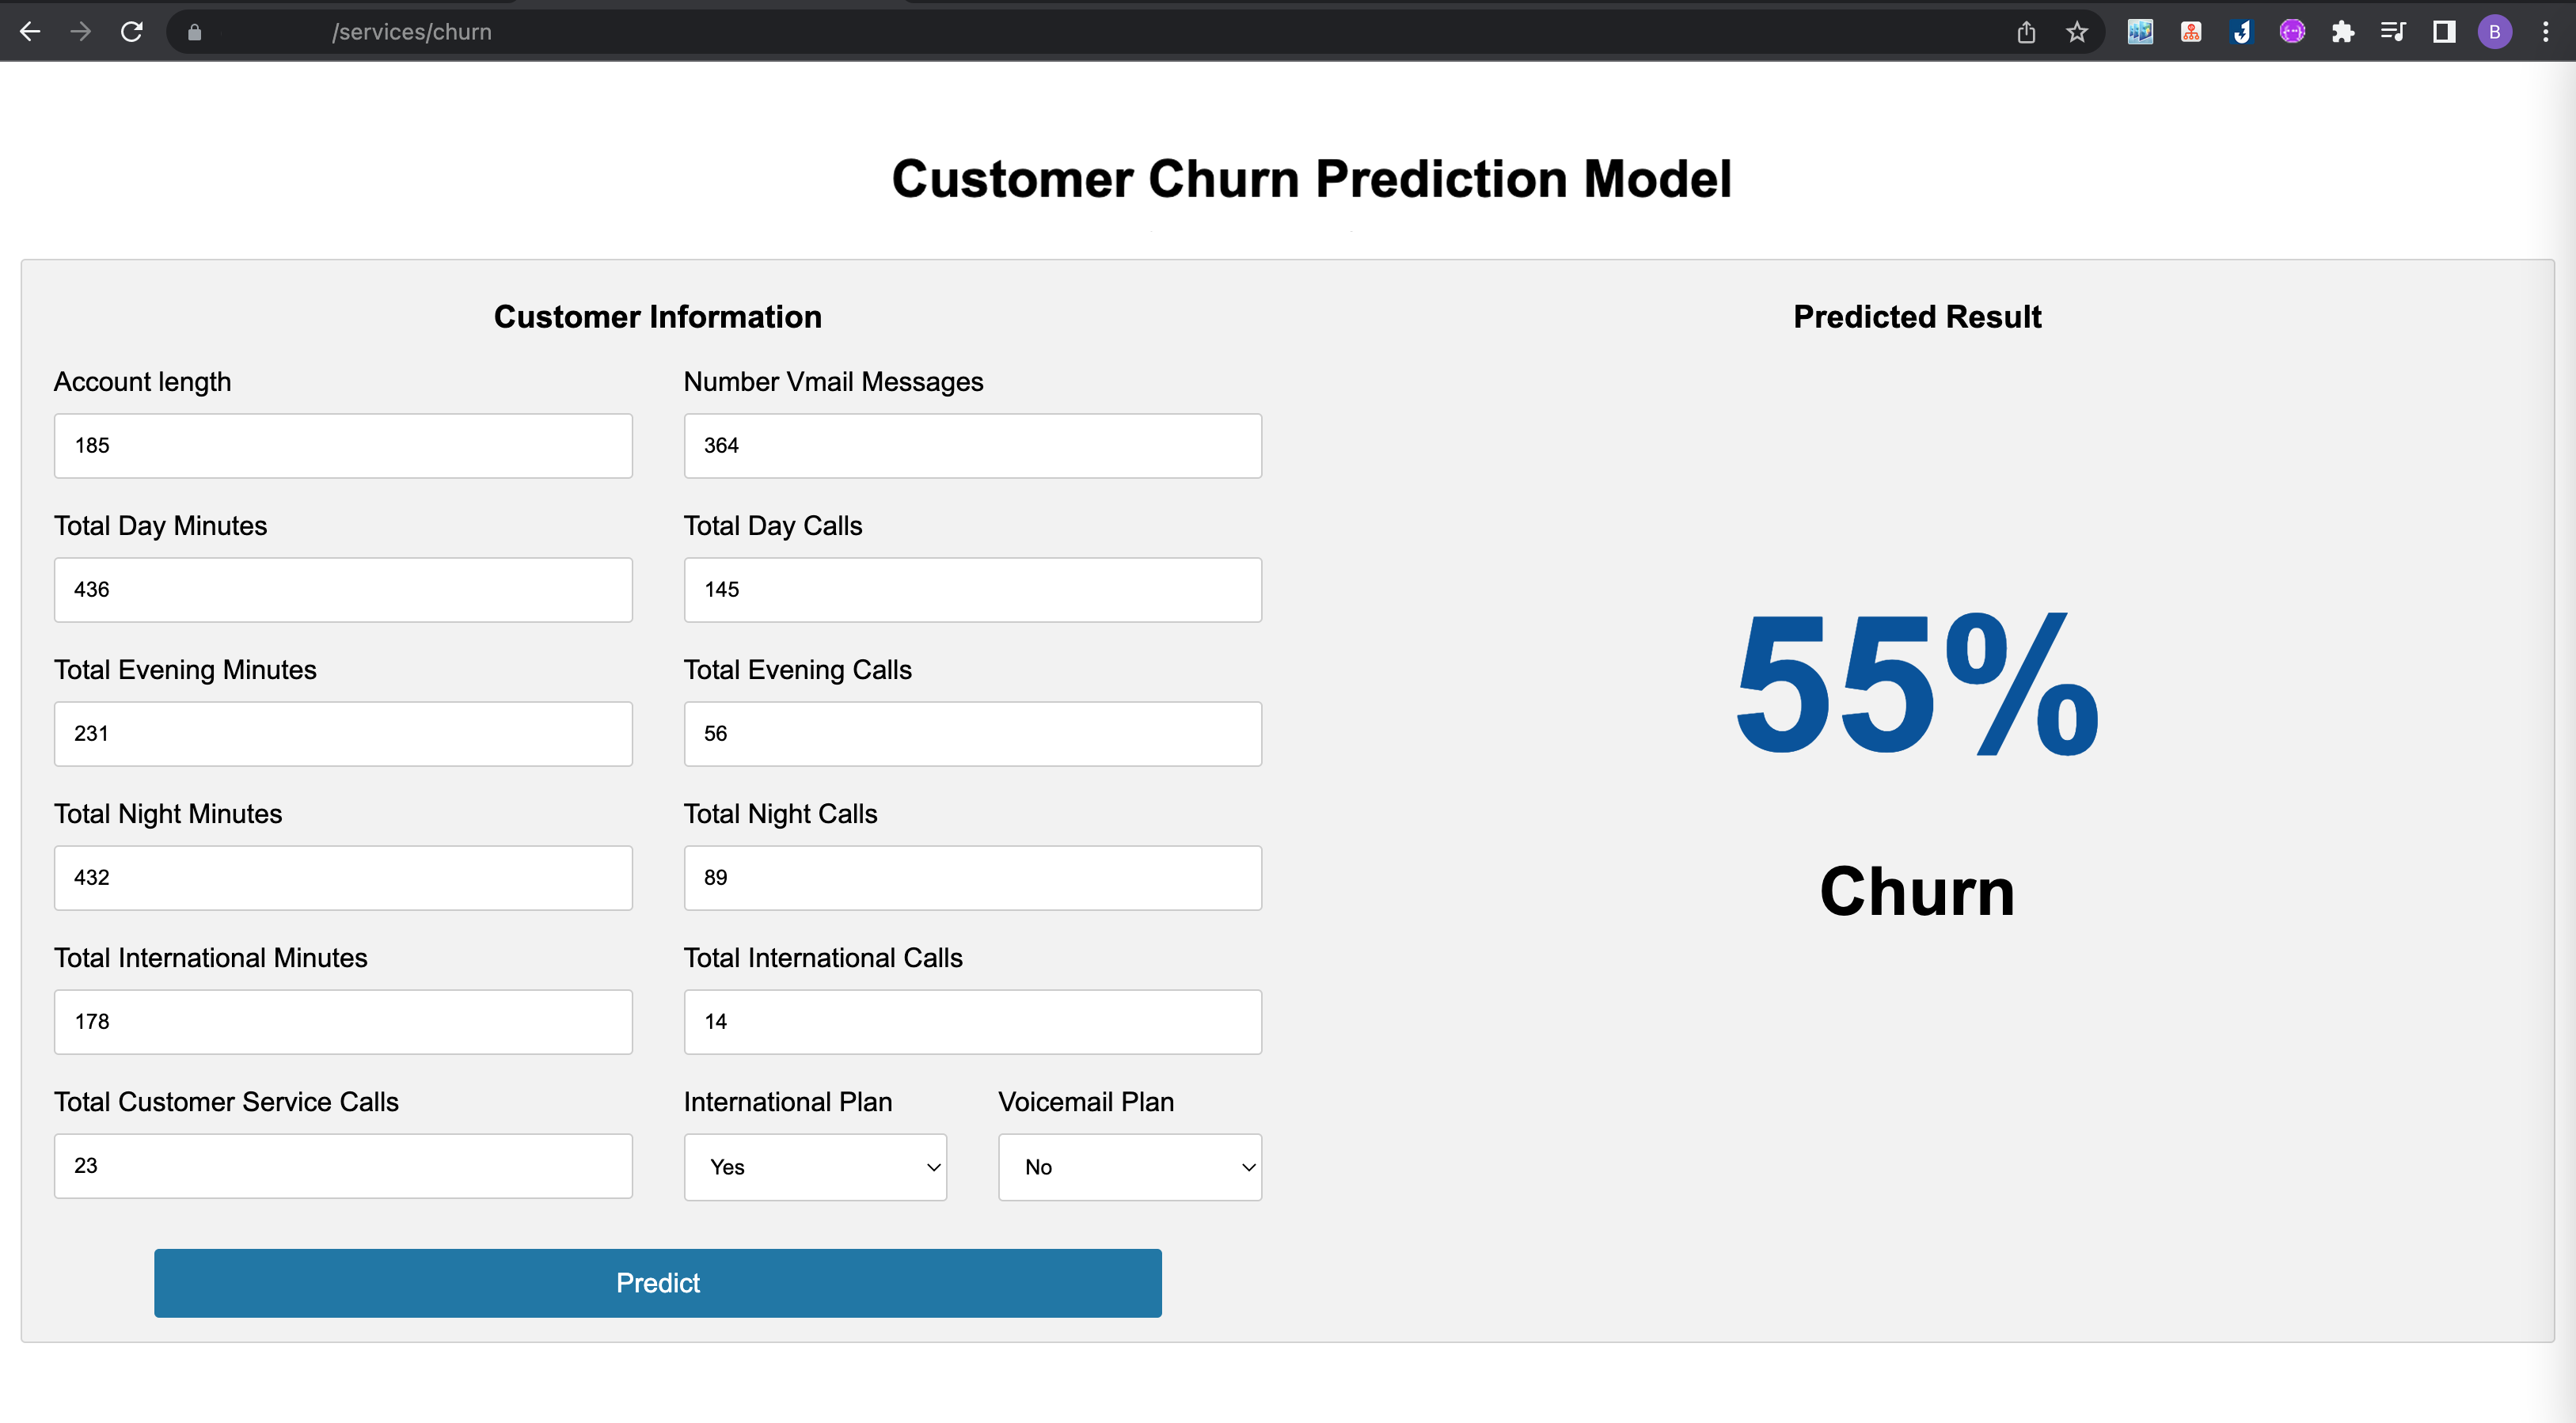 /services/churn
B
Customer Churn Prediction Model
Customer Information
Account length
185
Number Vmail Messages
364
Total Day Minutes
436
Total Day Calls
145
Total Evening Minutes
231
Total Evening Calls
56
Total Night Minutes
432
Total Night Calls
89
Total International Minutes
178
Total International Calls
14
Total Customer Service Calls
23
International Plan
Yes
Voicemail Plan
No
Predict
Predicted Result
55%
Churn